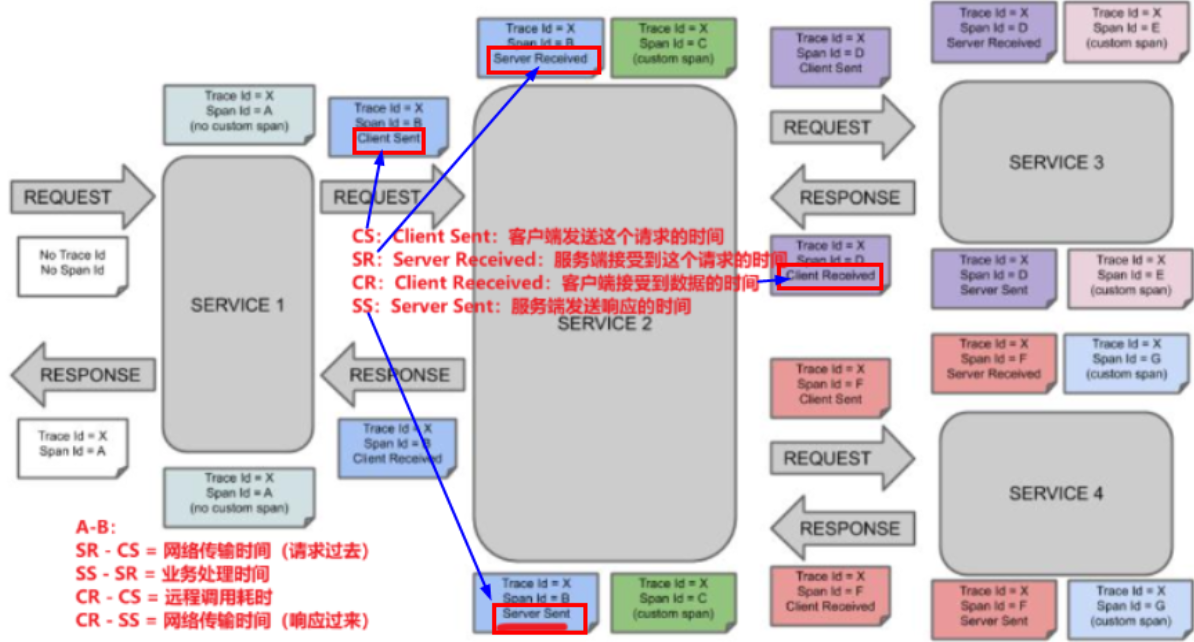 Trace Id = X
Span Id = B
Server Received
Trace Id = X
Span Id = C
(custom span)
Trace Id = X
Span Id = D
Client Sent
Trace Id = X
Span Id = D
Server Received
Trace Id = X
Span Id = E
(custom span)
Trace Id = X
Span Id = A
(no custom span)
Trace Id = X
Span Id = B
Client Sent
REQUEST
REQUEST
REQUEST
SERVICE 3
RESPONSE
No Trace Id
No Span Id
CS: Client Sent: 客户端发送这个请求的时间
SR: Server Received: 服务端接受到这个请求的时间
CR: Client Reeceived: 客户端接受到数据的时间
SS: Server Sent: 服务端发送响应的时间
Trace Id = X
Span Id = D
Client Received
Trace Id = X
Span Id = D
Server Sent
Trace Id = X
Span Id = E
(custom span)
SERVICE 1
SERVICE 2
RESPONSE
RESPONSE
Trace Id = X
Span Id = F
Client Sent
Trace Id = X
Span Id = F
Server Received
Trace Id = X
Span Id = G
(custom span)
Trace Id = X
Span Id = A
Trace Id = X
Span Id = B
Client Received
REQUEST
SERVICE 4
RESPONSE
Trace Id = X
Span Id = A
(no custom span)
A-B:
SR - CS = 网络传输时间（请求过去）
SS - SR = 业务处理时间
CR - CS = 远程调用耗时
CR - SS = 网络传输时间（响应过来）
Trace Id = X
Span Id = B
Server Sent
Trace Id = X
Span Id = C
(custom span)
Trace Id = X
Span Id = F
Client Received
Trace Id = X
Span Id = F
Server Sent
Trace Id = X
Span Id = G
(custom span)